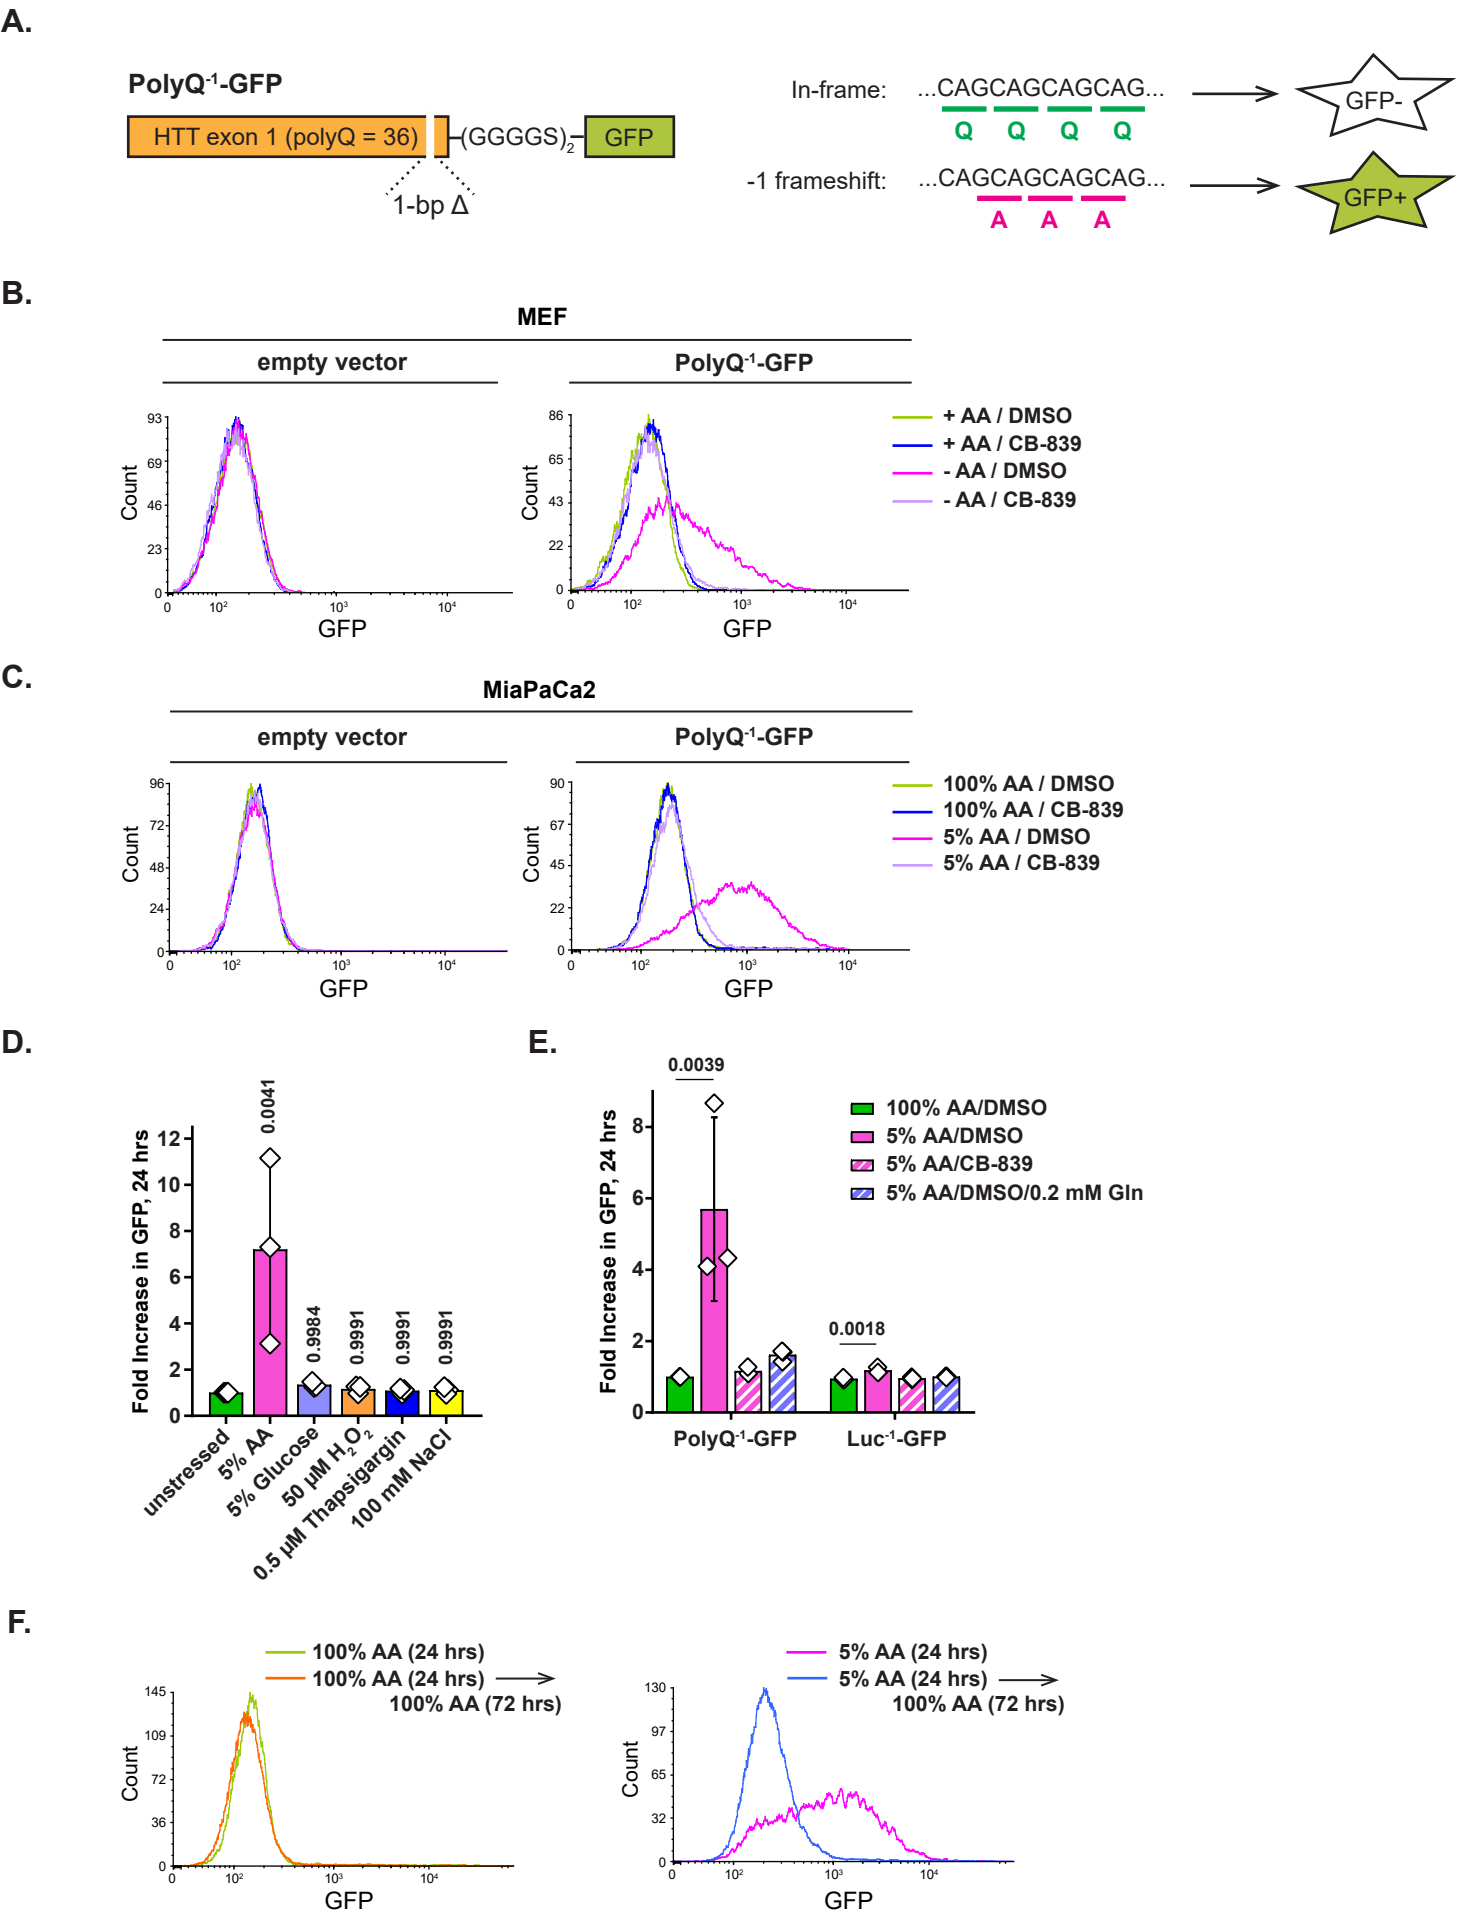 A.
PolyQ-1-GFP
HTT exon 1 (polyQ = 36)
(GGGGS)2
GFP
1-bp Δ
In-frame:
...CAGCAGCAGCAG...
Q Q Q Q
GFP-
-1 frameshift:
...CAGCAGCAGCAG...
A A A
GFP+
B.
MEF
empty vector
PolyQ-1-GFP
93
69
46
23
0
Count
0 10² 10³ 10⁴
GFP
86
65
43
22
0
Count
0 10² 10³ 10⁴
GFP
+ AA / DMSO
+ AA / CB-839
- AA / DMSO
- AA / CB-839
C.
MiaPaCa2
empty vector
PolyQ-1-GFP
96
72
48
24
0
Count
0 10² 10³ 10⁴
GFP
90
67
45
22
0
Count
0 10² 10³ 10⁴
GFP
100% AA / DMSO
100% AA / CB-839
5% AA / DMSO
5% AA / CB-839
D.
Fold Increase in GFP, 24 hrs
12
10
8
6
4
2
0
0.0041
0.9984
0.9991
0.9991
0.9991
unstressed
5% AA
5% Glucose
50 µM H2O2
0.5 µM Thapsigargin
100 mM NaCl
E.
Fold Increase in GFP, 24 hrs
8
6
4
2
0
0.0039
0.0018
PolyQ-1-GFP
Luc-1-GFP
100% AA/DMSO
5% AA/DMSO
5% AA/CB-839
5% AA/DMSO/0.2 mM Gln
F.
100% AA (24 hrs)
100% AA (24 hrs)
100% AA (72 hrs)
145
109
72
36
0
Count
0 10² 10³ 10⁴
GFP
5% AA (24 hrs)
5% AA (24 hrs)
100% AA (72 hrs)
130
97
65
32
0
Count
0 10² 10³ 10⁴
GFP